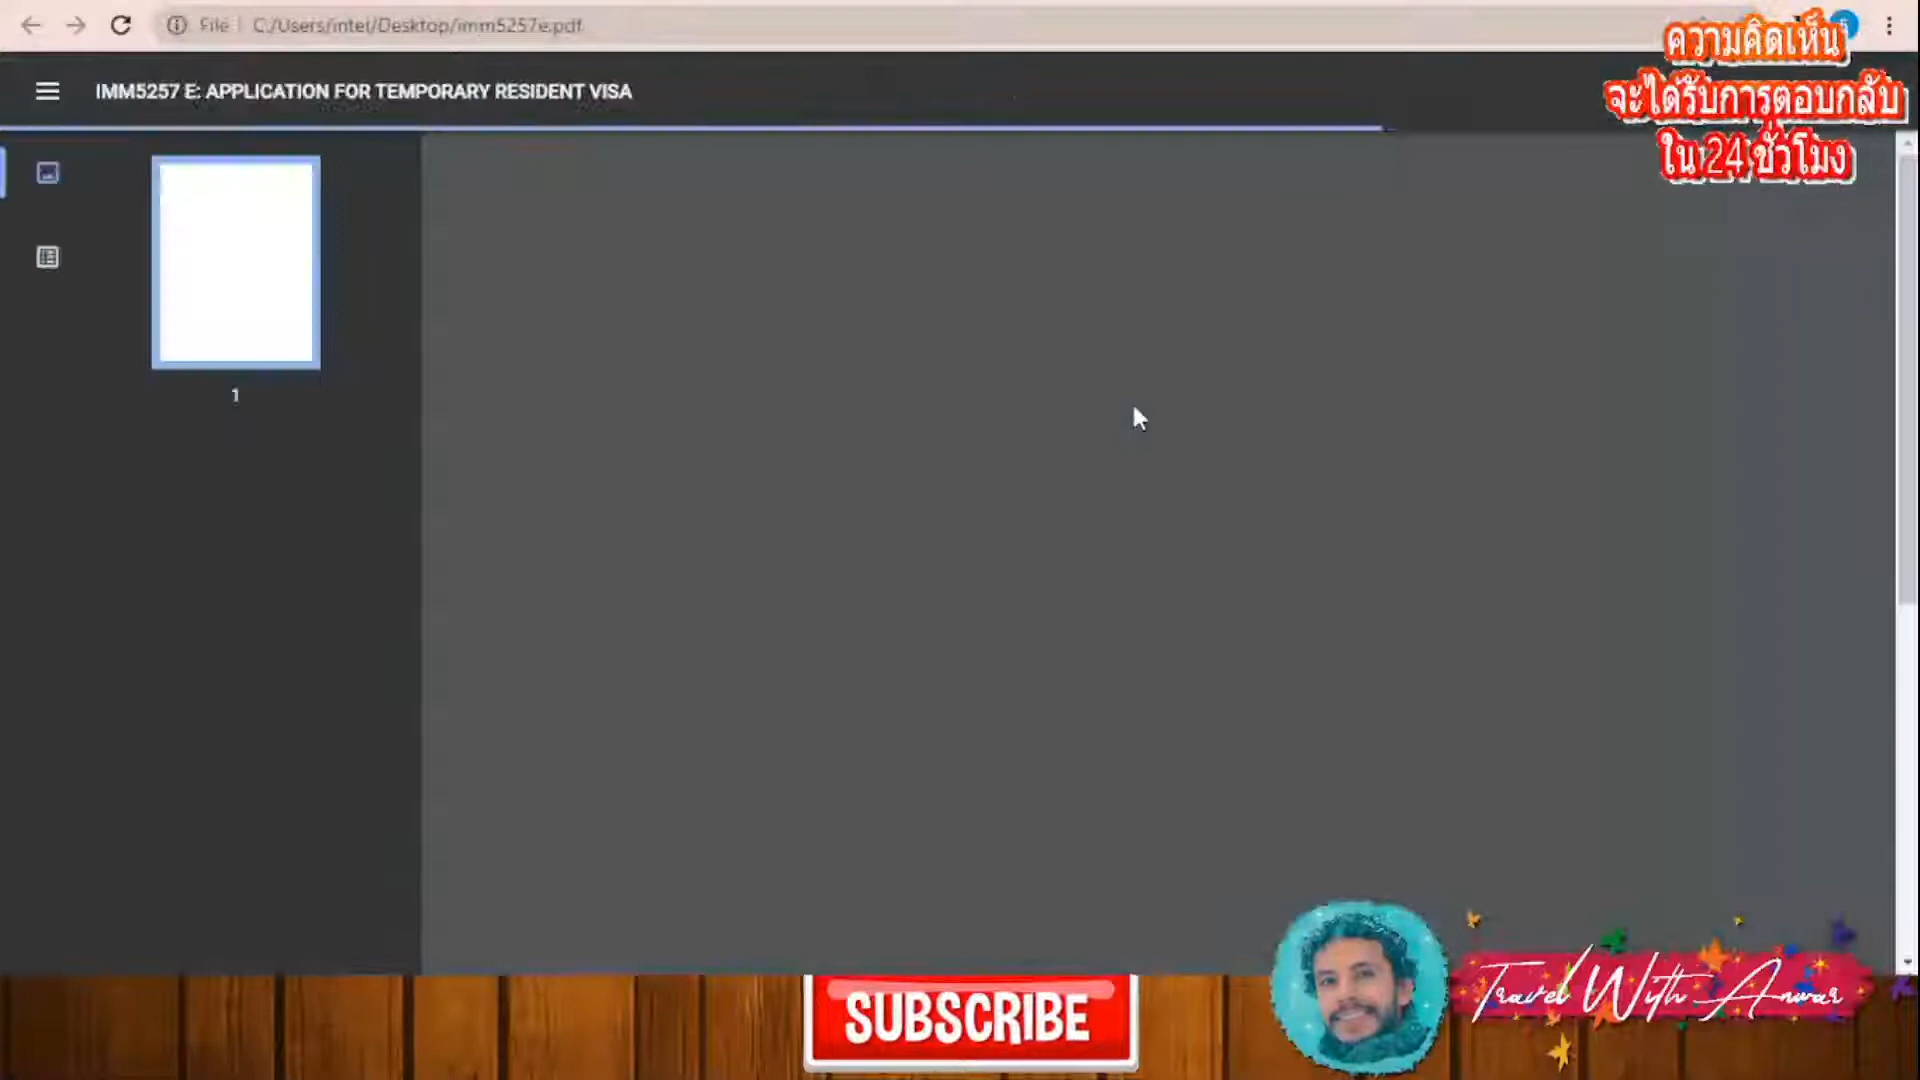 File
C:/Users/intel/Desktop/imm5257e.pdf
IMM5257 E: APPLICATION FOR TEMPORARY RESIDENT VISA
ความคิดเห็น
จะได้รับการตอบกลับ
ใน 24 ชั่วโมง
1
SUBSCRIBE
Travel With Anwar